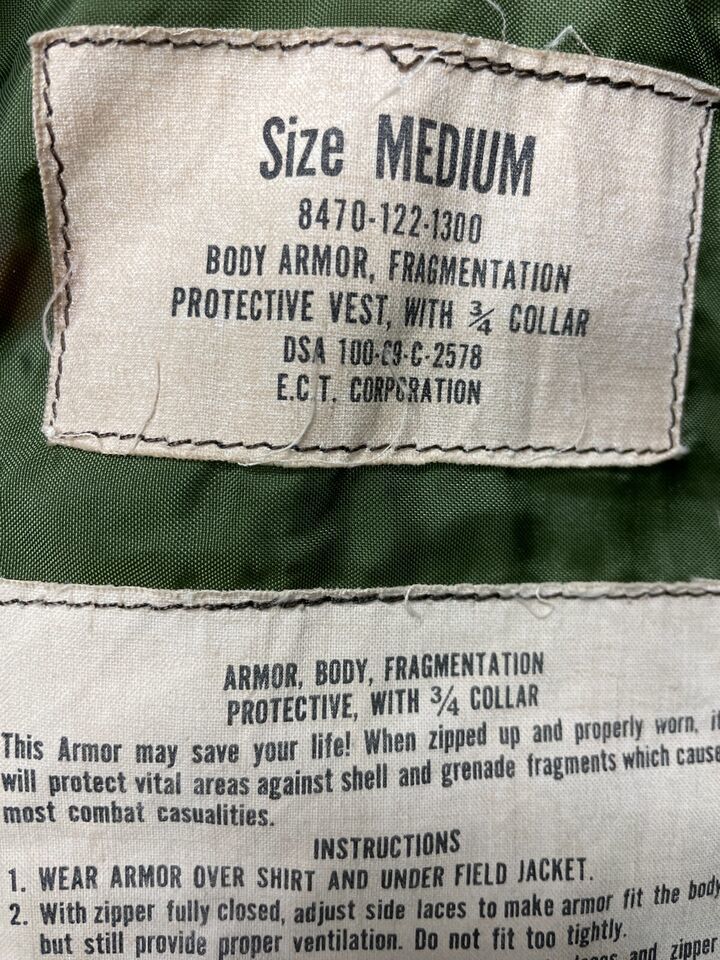 Size MEDIUM
8470-122-1300
BODY ARMOR, FRAGMENTATION
PROTECTIVE VEST, WITH ¾ COLLAR
DSA 100-69-C-2578
E.C.T. CORPORATION
ARMOR, BODY, FRAGMENTATION
PROTECTIVE, WITH ¾ COLLAR
This Armor may save your life! When zipped up and properly worn, it
will protect vital areas against shell and grenade fragments which cause
most combat casualities.
INSTRUCTIONS
1. WEAR ARMOR OVER SHIRT AND UNDER FIELD JACKET.
2. With zipper fully closed, adjust side laces to make armor fit the body
but still provide proper ventilation. Do not fit too tightly.
and zipper